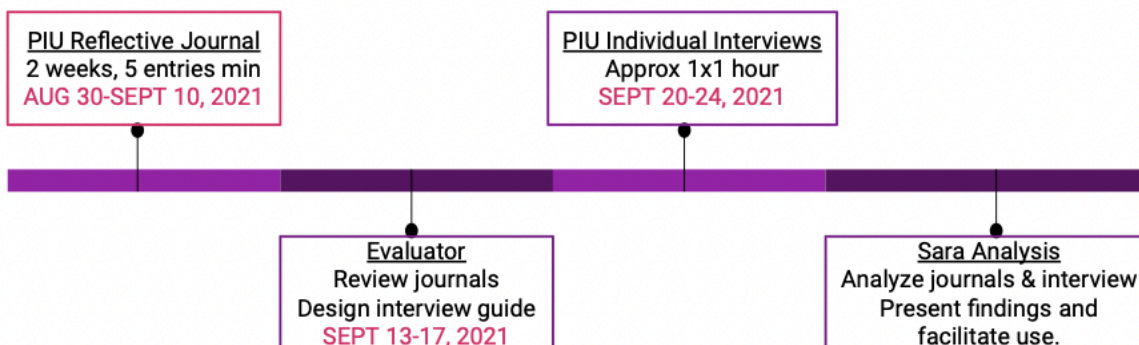 PIU Reflective Journal
2 weeks, 5 entries min
AUG 30-SEPT 10, 2021
Evaluator
Review journals
Design interview guide
SEPT 13-17, 2021
PIU Individual Interviews
Approx 1x1 hour
SEPT 20-24, 2021
Sara Analysis
Analyze journals & interview
Present findings and
facilitate use.